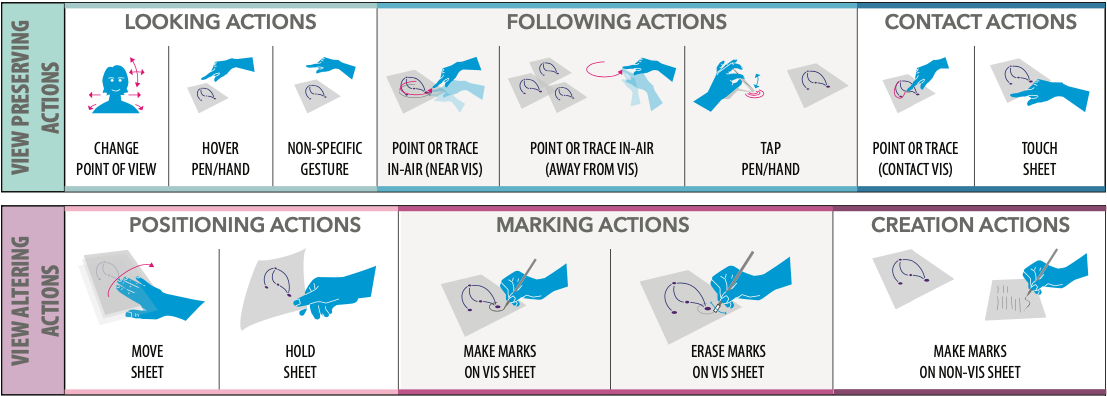 VIEW PRESERVING
ACTIONS
LOOKING ACTIONS
FOLLOWING ACTIONS
CONTACT ACTIONS
CHANGE
POINT OF VIEW
HOVER
PEN/HAND
NON-SPECIFIC
GESTURE
POINT OR TRACE
IN-AIR (NEAR VIS)
POINT OR TRACE IN-AIR
(AWAY FROM VIS)
TAP
PEN/HAND
POINT OR TRACE
(CONTACT VIS)
TOUCH
SHEET
VIEW ALTERING
ACTIONS
POSITIONING ACTIONS
MARKING ACTIONS
CREATION ACTIONS
MOVE
SHEET
HOLD
SHEET
MAKE MARKS
ON VIS SHEET
ERASE MARKS
ON VIS SHEET
MAKE MARKS
ON NON-VIS SHEET